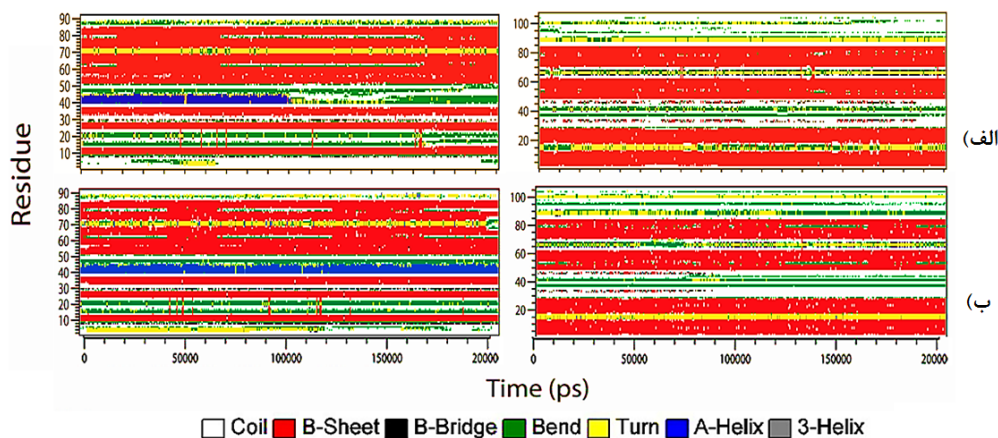 90 80 70 60 50 40 30 20 10
100 80 60 40 20
الف)
Residue
90 80 70 60 50 40 30 20 10
100 80 60 40 20
ب)
0 50000 100000 150000 20000
0 50000 100000 150000 20000
Time (ps)
Coil B-Sheet B-Bridge Bend Turn A-Helix 3-Helix